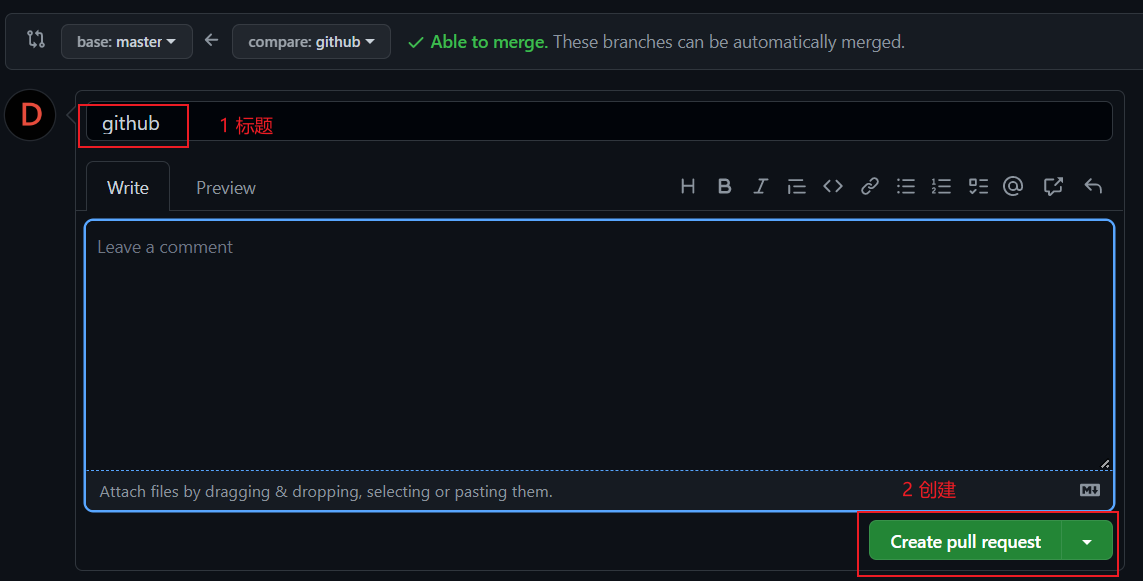 base: master compare: github Able to merge. These branches can be automatically merged.
D
github 1 标题
Write Preview
Leave a comment
Attach files by dragging & dropping, selecting or pasting them. 2 创建
Create pull request